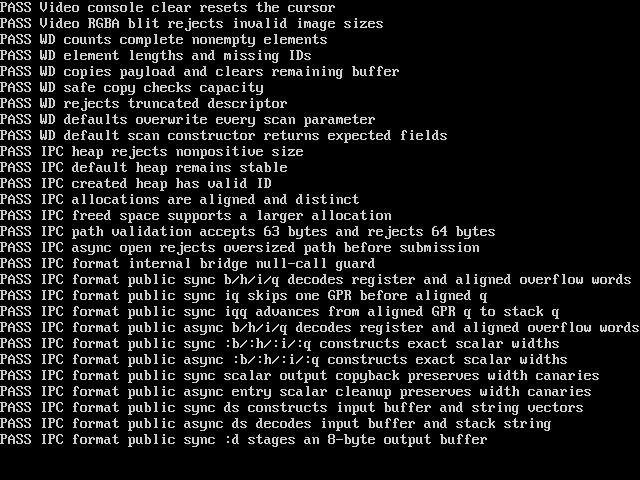 PASS Video console clear resets the cursor
PASS Video RGBA blit rejects invalid image sizes
PASS WD counts complete nonempty elements
PASS WD element lengths and missing IDs
PASS WD copies payload and clears remaining buffer
PASS WD safe copy checks capacity
PASS WD rejects truncated descriptor
PASS WD defaults overwrite every scan parameter
PASS WD default scan constructor returns expected fields
PASS IPC heap rejects nonpositive size
PASS IPC default heap remains stable
PASS IPC created heap has valid ID
PASS IPC allocations are aligned and distinct
PASS IPC freed space supports a larger allocation
PASS IPC path validation accepts 63 bytes and rejects 64 bytes
PASS IPC async open rejects oversized path before submission
PASS IPC format internal bridge null-call guard
PASS IPC format public sync b/h/i/q decodes register and aligned overflow words
PASS IPC format public sync iq skips one GPR before aligned q
PASS IPC format public sync iqq advances from aligned GPR q to stack q
PASS IPC format public async b/h/i/q decodes register and aligned overflow words
PASS IPC format public sync :b/:h/:i/:q constructs exact scalar widths
PASS IPC format public async :b/:h/:i/:q constructs exact scalar widths
PASS IPC format public sync scalar output copyback preserves width canaries
PASS IPC format public async entry scalar cleanup preserves width canaries
PASS IPC format public sync ds constructs input buffer and string vectors
PASS IPC format public async ds decodes input buffer and stack string
PASS IPC format public sync :d stages an 8-byte output buffer